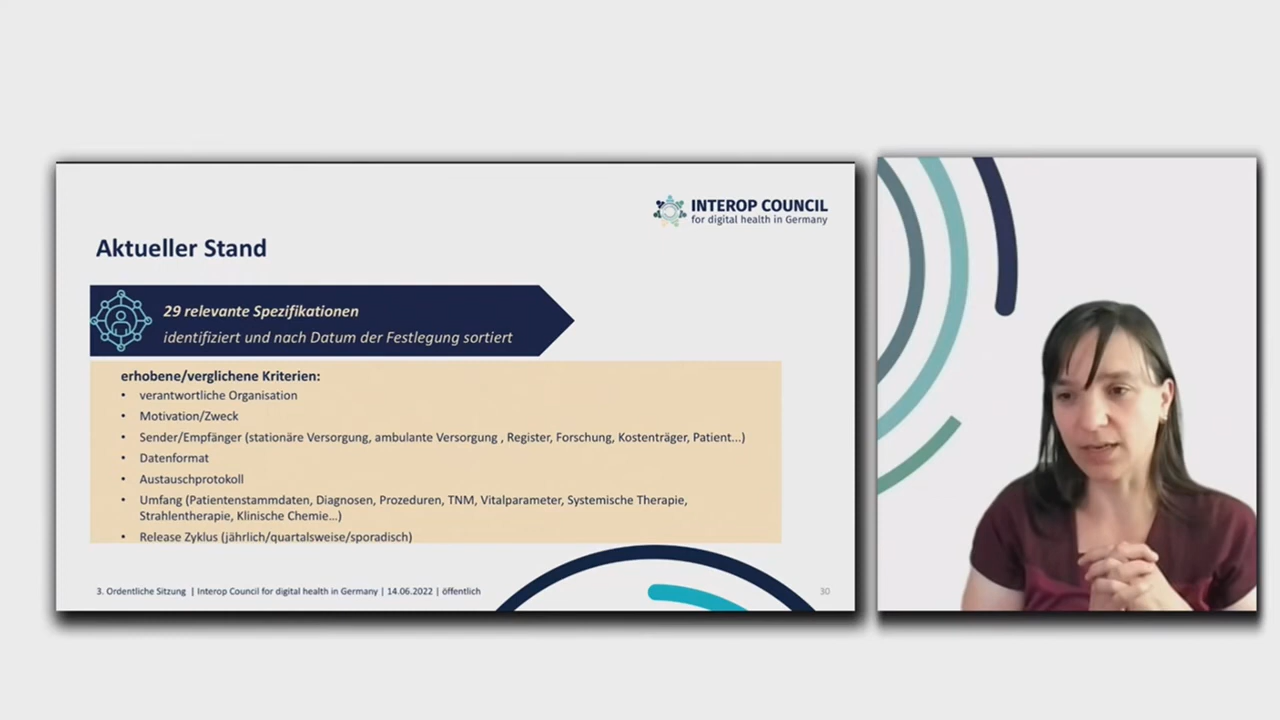 INTEROP COUNCIL
for digital health in Germany
Aktueller Stand
29 relevante Spezifikationen
identifiziert und nach Datum der Festlegung sortiert
erhobene/verglichene Kriterien:
• verantwortliche Organisation
• Motivation/Zweck
• Sender/Empfänger (stationäre Versorgung, ambulante Versorgung , Register, Forschung, Kostenträger, Patient...)
• Datenformat
• Austauschprotokoll
• Umfang (Patientenstammdaten, Diagnosen, Prozeduren, TNM, Vitalparameter, Systemische Therapie,
Strahlentherapie, Klinische Chemie...)
• Release Zyklus (jährlich/quartalsweise/sporadisch)
3. Ordentliche Sitzung | Interop Council for digital health in Germany | 14.06.2022 | öffentlich
30